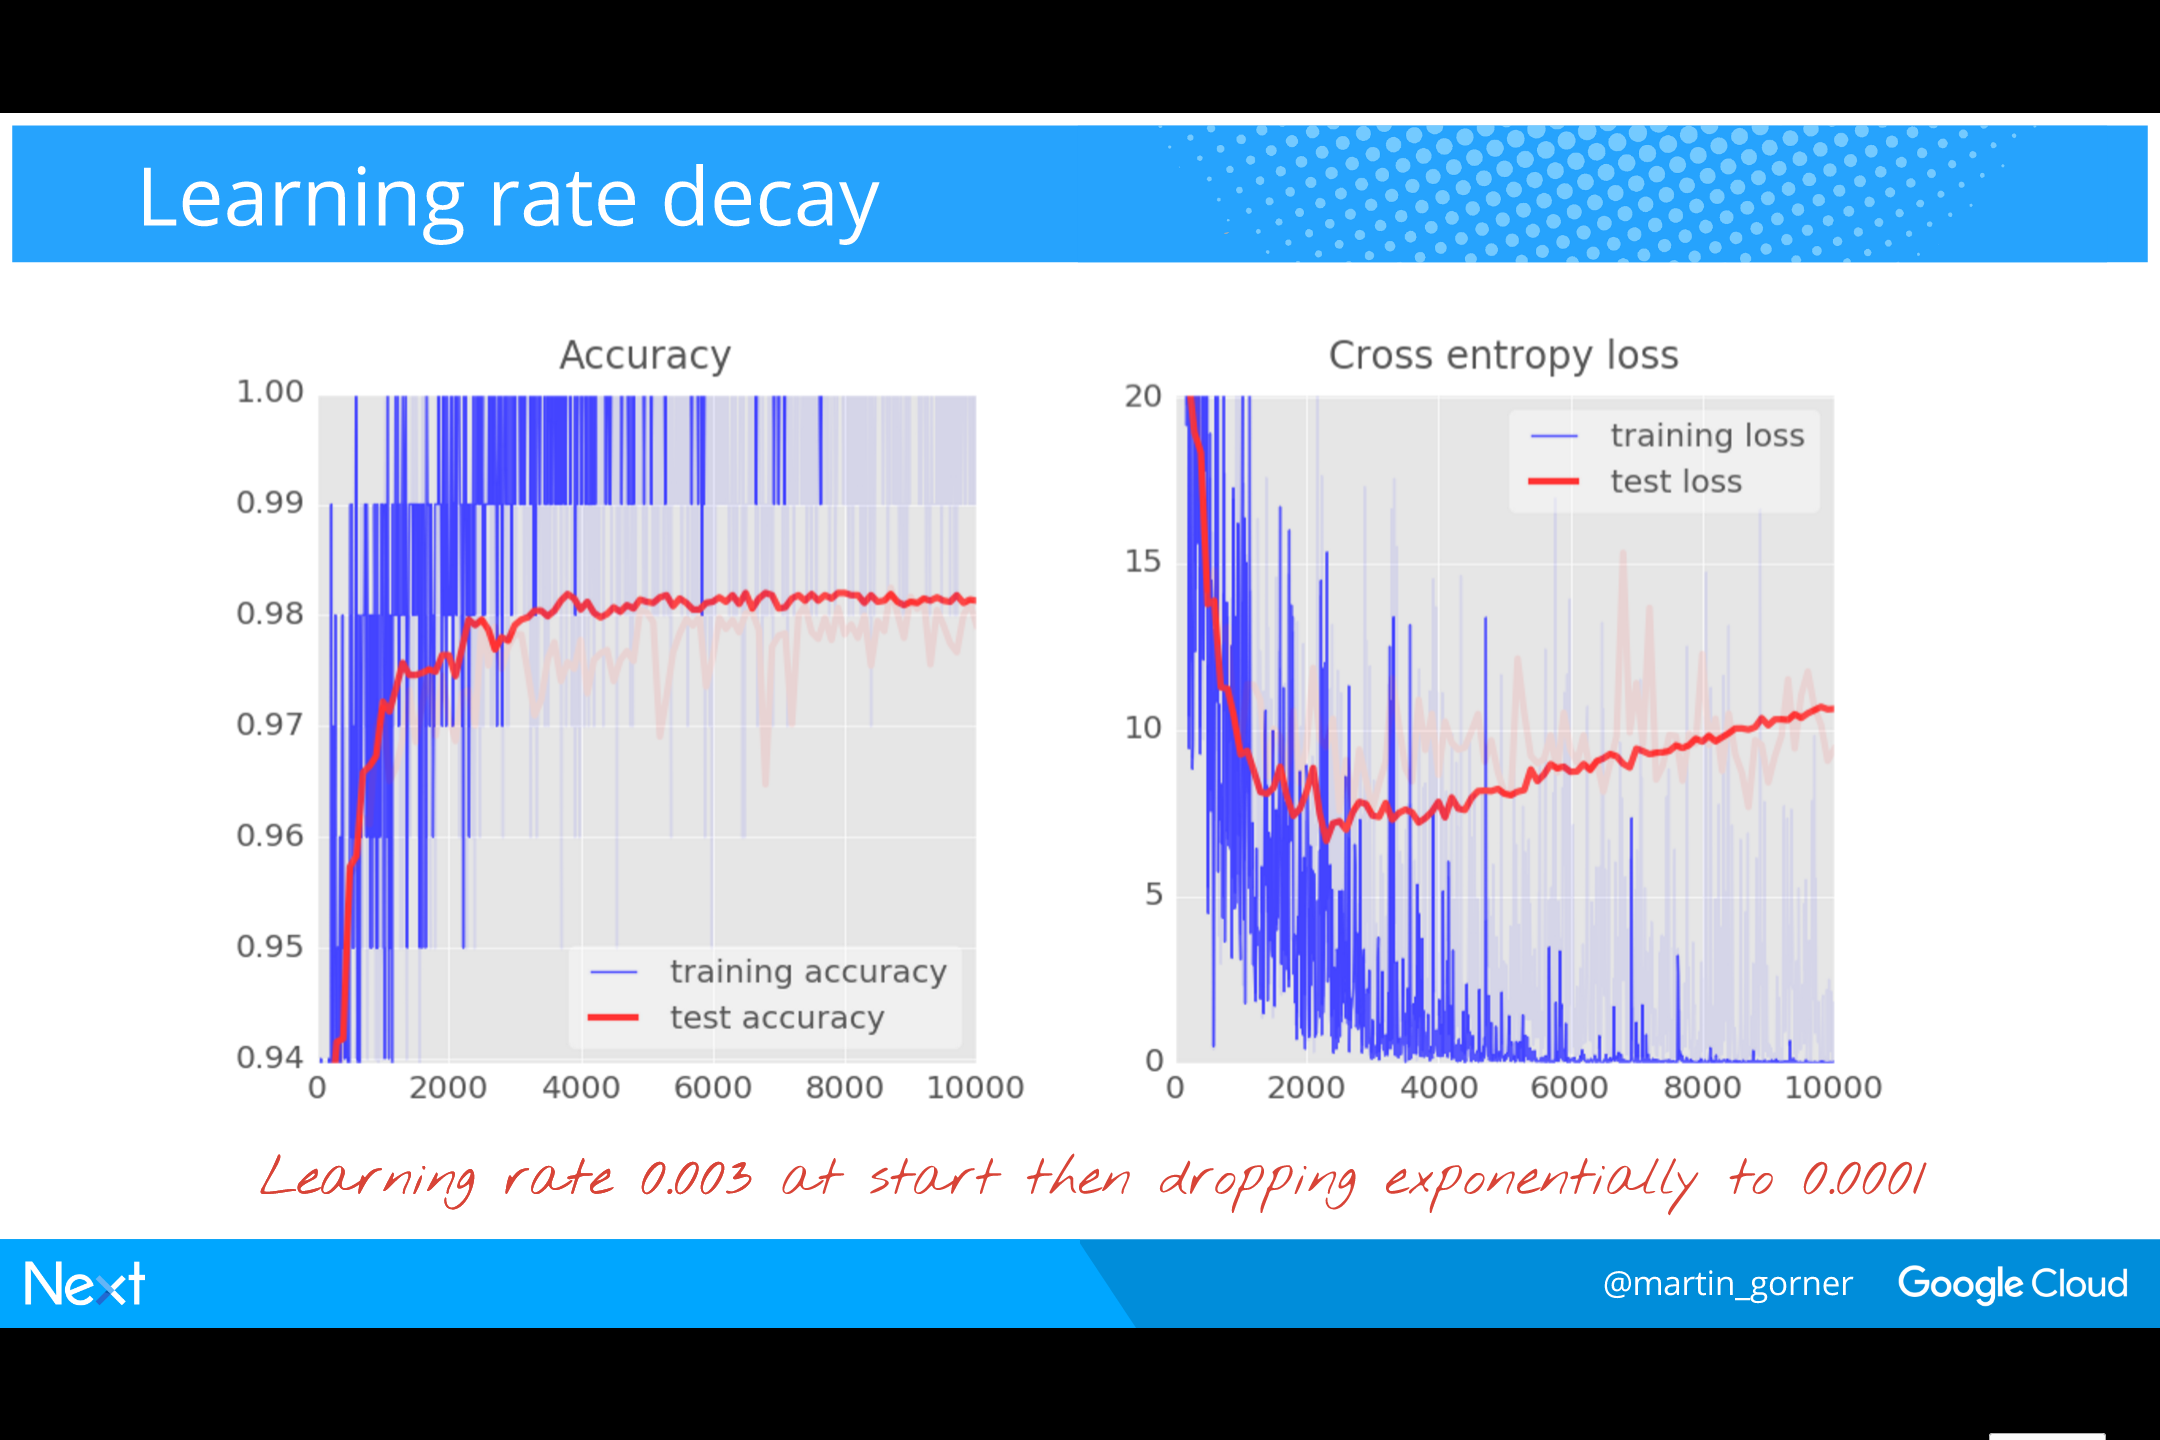 Learning rate decay
Accuracy
1.00
0.99
0.98
0.97
0.96
0.95
0.94
0 2000 4000 6000 8000 10000
training accuracy
test accuracy
Cross entropy loss
20
15
10
5
0
0 2000 4000 6000 8000 10000
training loss
test loss
Learning rate 0.003 at start then dropping exponentially to 0.0001
Next
@martin_gorner Google Cloud